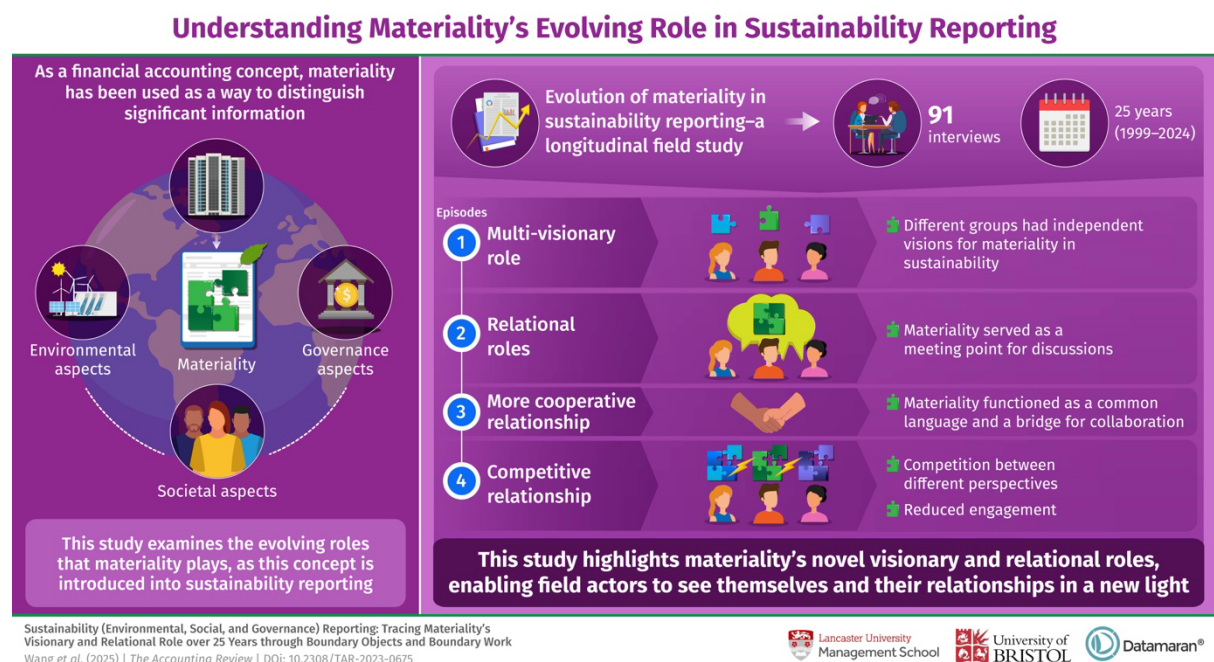 Understanding Materiality's Evolving Role in Sustainability Reporting
As a financial accounting concept, materiality
has been used as a way to distinguish
significant information
Environmental
aspects
Materiality
Governance
aspects
Societal aspects
This study examines the evolving roles
that materiality plays, as this concept is
introduced into sustainability reporting
Evolution of materiality in
sustainability reporting–a
longitudinal field study
91
interviews
25 years
(1999–2024)
Episodes
1
Multi-visionary
role
Different groups had independent
visions for materiality in
sustainability
2
Relational
roles
Materiality served as a
meeting point for discussions
3
More cooperative
relationship
Materiality functioned as a common
language and a bridge for collaboration
4
Competitive
relationship
Competition between
different perspectives
Reduced engagement
This study highlights materiality's novel visionary and relational roles,
enabling field actors to see themselves and their relationships in a new light
Sustainability (Environmental, Social, and Governance) Reporting: Tracing Materiality's
Visionary and Relational Role over 25 Years through Boundary Objects and Boundary Work
Wang et al. (2025) | The Accounting Review | DOI: 10.2308/TAR-2023-0675
Lancaster University
Management School
University of
BRISTOL
Datamaran®